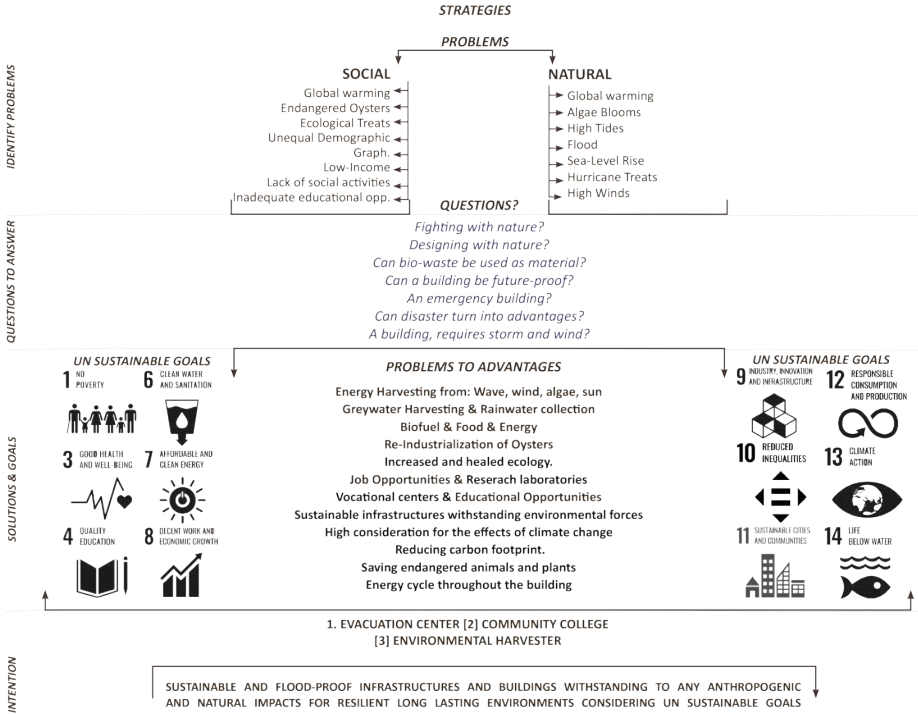 STRATEGIES
PROBLEMS
IDENTIFY PROBLEMS
SOCIAL
Global warming
Endangered Oysters
Ecological Treats
Unequal Demographic
Graph.
Low-Income
Lack of social activities
Inadequate educational opp.
NATURAL
Global warming
Algae Blooms
High Tides
Flood
Sea-Level Rise
Hurricane Treats
High Winds
QUESTIONS?
QUESTIONS TO ANSWER
Fighting with nature?
Designing with nature?
Can bio-waste be used as material?
Can a building be future-proof?
An emergency building?
Can disaster turn into advantages?
A building, requires storm and wind?
SOLUTIONS & GOALS
UN SUSTAINABLE GOALS
1 NO
POVERTY
6 CLEAN WATER
AND SANITATION
3 GOOD HEALTH
AND WELL-BEING
7 AFFORDABLE AND
CLEAN ENERGY
4 QUALITY
EDUCATION
8 DECENT WORK AND
ECONOMIC GROWTH
PROBLEMS TO ADVANTAGES
Energy Harvesting from: Wave, wind, algae, sun
Greywater Harvesting & Rainwater collection
Biofuel & Food & Energy
Re-Industrialization of Oysters
Increased and healed ecology.
Job Opportunities & Reserach laboratories
Vocational centers & Educational Opportunities
Sustainable infrastructures withstanding environmental forces
High consideration for the effects of climate change
Reducing carbon footprint.
Saving endangered animals and plants
Energy cycle throughout the building
UN SUSTAINABLE GOALS
9 INDUSTRY, INNOVATION
AND INFRASTRUCTURE
12 RESPONSIBLE
CONSUMPTION
AND PRODUCTION
10 REDUCED
INEQUALITIES
13 CLIMATE
ACTION
11 SUSTAINABLE CITIES
AND COMMUNITIES
14 LIFE
BELOW WATER
1. EVACUATION CENTER [2] COMMUNITY COLLEGE
[3] ENVIRONMENTAL HARVESTER
INTENTION
SUSTAINABLE AND FLOOD-PROOF INFRASTRUCTURES AND BUILDINGS WITHSTANDING TO ANY ANTHROPOGENIC
AND NATURAL IMPACTS FOR RESILIENT LONG LASTING ENVIRONMENTS CONSIDERING UN SUSTAINABLE GOALS